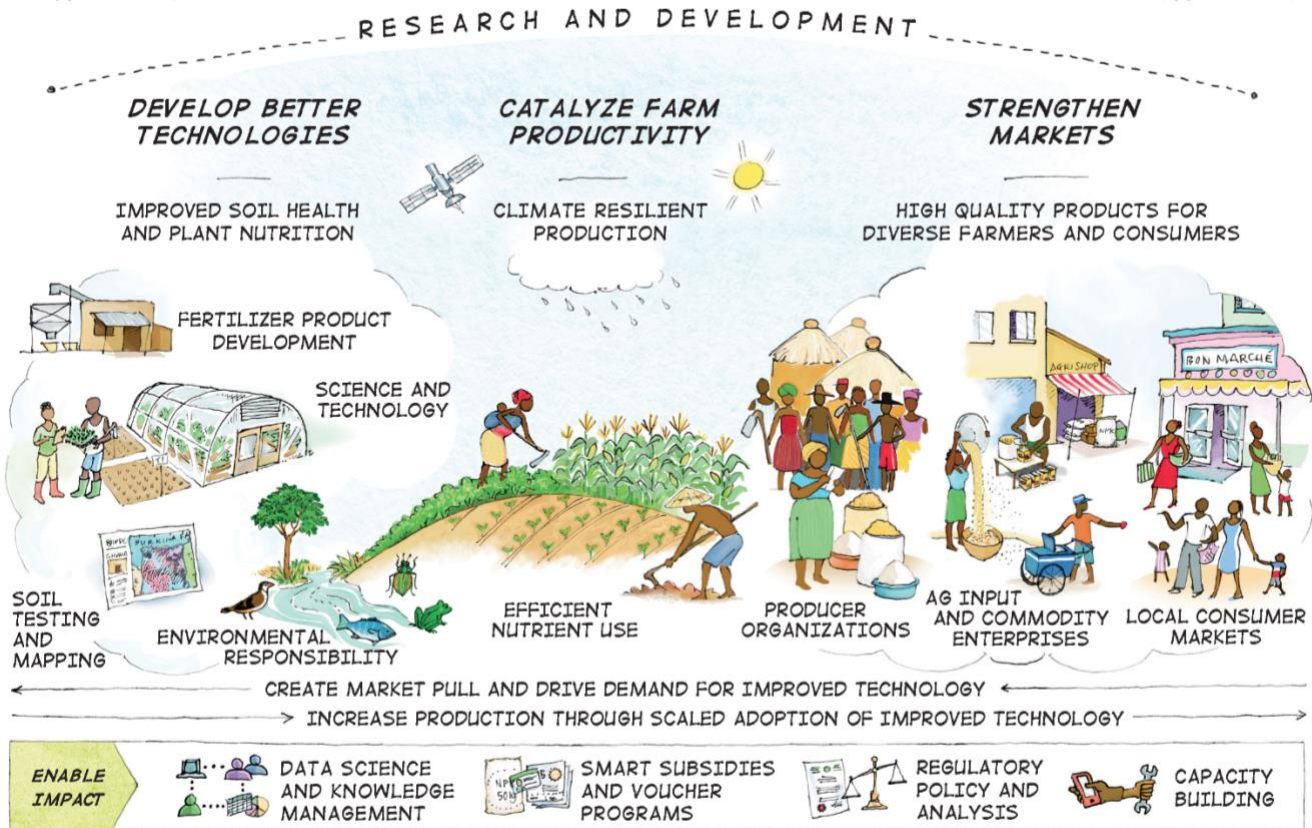 RESEARCH AND DEVELOPMENT
DEVELOP BETTER
TECHNOLOGIES
IMPROVED SOIL HEALTH
AND PLANT NUTRITION
CATALYZE FARM
PRODUCTIVITY
CLIMATE RESILIENT
PRODUCTION
STRENGTHEN
MARKETS
HIGH QUALITY PRODUCTS FOR
DIVERSE FARMERS AND CONSUMERS
FERTILIZER PRODUCT
DEVELOPMENT
SCIENCE AND
TECHNOLOGY
AGRISHOP
NPK
BON MARCHÉ
SOIL
TESTING
AND
MAPPING
ENVIRONMENTAL
RESPONSIBILITY
EFFICIENT
NUTRIENT USE
PRODUCER
ORGANIZATIONS
AG INPUT
AND COMMODITY
ENTERPRISES
LOCAL CONSUMER
MARKETS
CREATE MARKET PULL AND DRIVE DEMAND FOR IMPROVED TECHNOLOGY
INCREASE PRODUCTION THROUGH SCALED ADOPTION OF IMPROVED TECHNOLOGY
ENABLE
IMPACT
DATA SCIENCE
AND KNOWLEDGE
MANAGEMENT
SMART SUBSIDIES
AND VOUCHER
PROGRAMS
REGULATORY
POLICY AND
ANALYSIS
CAPACITY
BUILDING